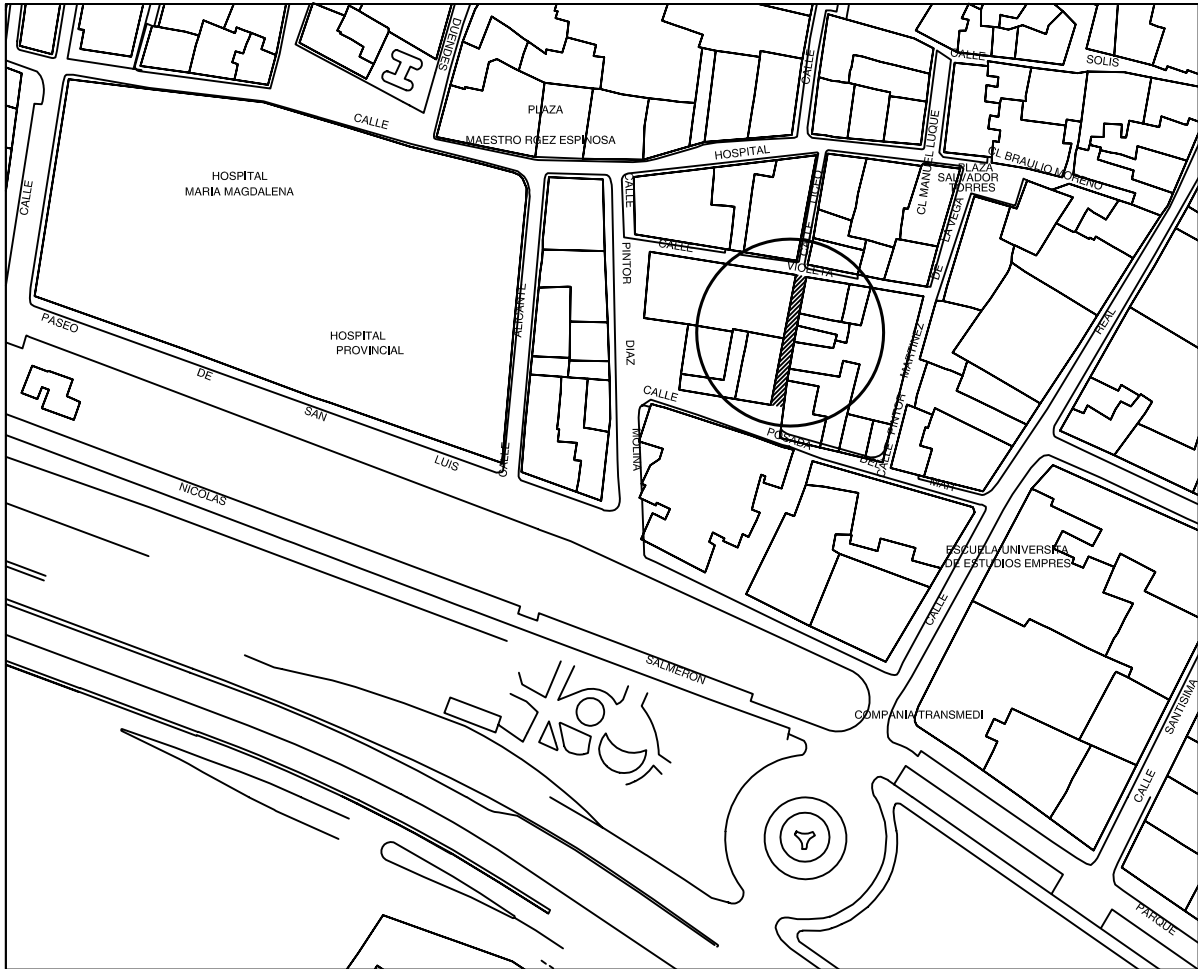 DUENDES
CALLE
CALLE
SOLIS
PLAZA
MAESTRO RGEZ ESPINOSA
CALLE
HOSPITAL
CL MANUEL LUQUE
CL BRAULIO MORENO
PLAZA
SALVADOR
TORRES
HOSPITAL
MARIA MAGDALENA
CALLE
CALLE
PINTOR
DIAZ
MOLINA
CALLE
VIOLETA
CALLE
LICEO
DE
LA VEGA
MARTINEZ
PINTOR
CALLE
REAL
ALICANTE
CALLE
HOSPITAL
PROVINCIAL
PASEO
DE
SAN
LUIS
CALLE
POSADA
DEL
MAR
NICOLAS
SALMERON
ESCUELA UNIVERSITA
DE ESTUDIOS EMPRES
CALLE
COMPANIA TRANSMEDI
SANTISIMA
CALLE
PARQUE